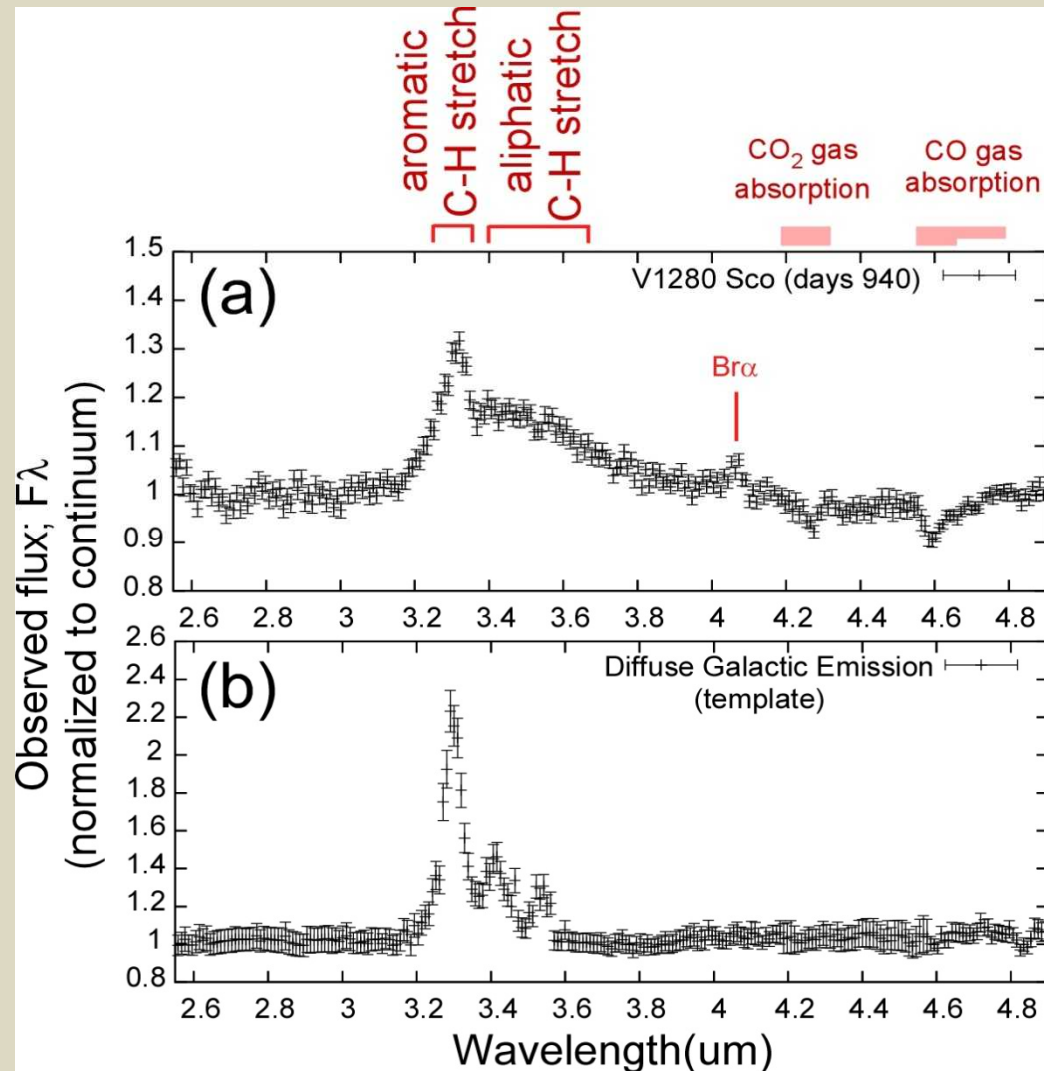 aromatic
C-H stretch
aliphatic
C-H stretch
CO₂ gas
absorption
CO gas
absorption
(a)
V1280 Sco (days 940)
Brα
1.5
1.4
1.3
1.2
1.1
1
0.9
0.8
2.6 2.8 3 3.2 3.4 3.6 3.8 4 4.2 4.4 4.6 4.8
Observed flux; Fλ
(normalized to continuum)
(b)
Diffuse Galactic Emission
(template)
2.6
2.4
2.2
2
1.8
1.6
1.4
1.2
1
0.8
2.6 2.8 3 3.2 3.4 3.6 3.8 4 4.2 4.4 4.6 4.8
Wavelength(um)